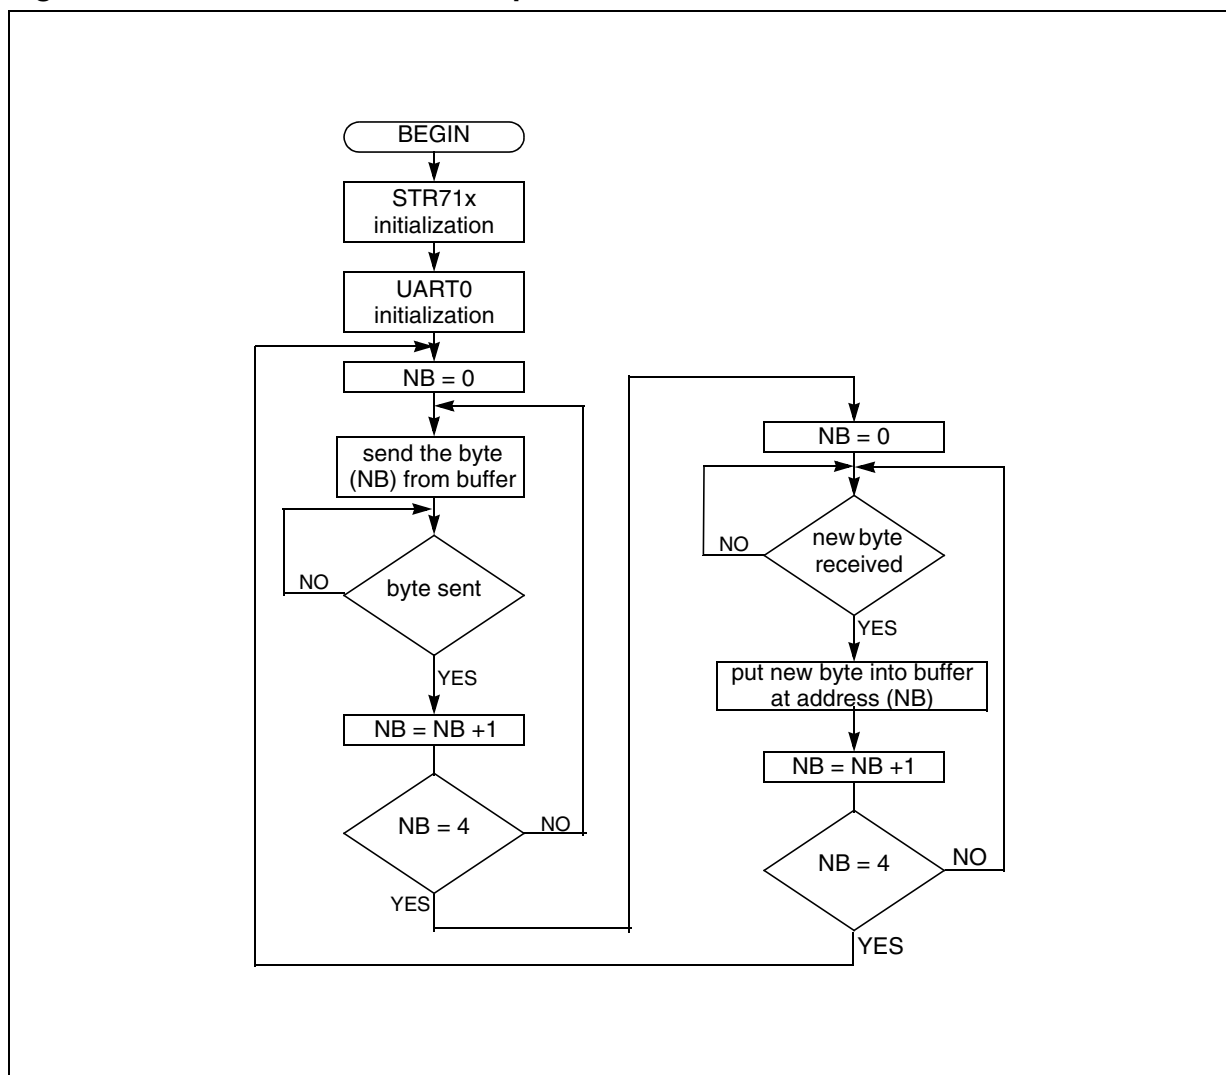 BEGIN
STR71x
initialization
UART0
initialization
NB = 0
send the byte
(NB) from buffer
NO
byte sent
YES
NB = NB +1
NB = 4
NO
YES
NB = 0
NO
new byte
received
YES
put new byte into buffer
at address (NB)
NB = NB +1
NB = 4
NO
YES